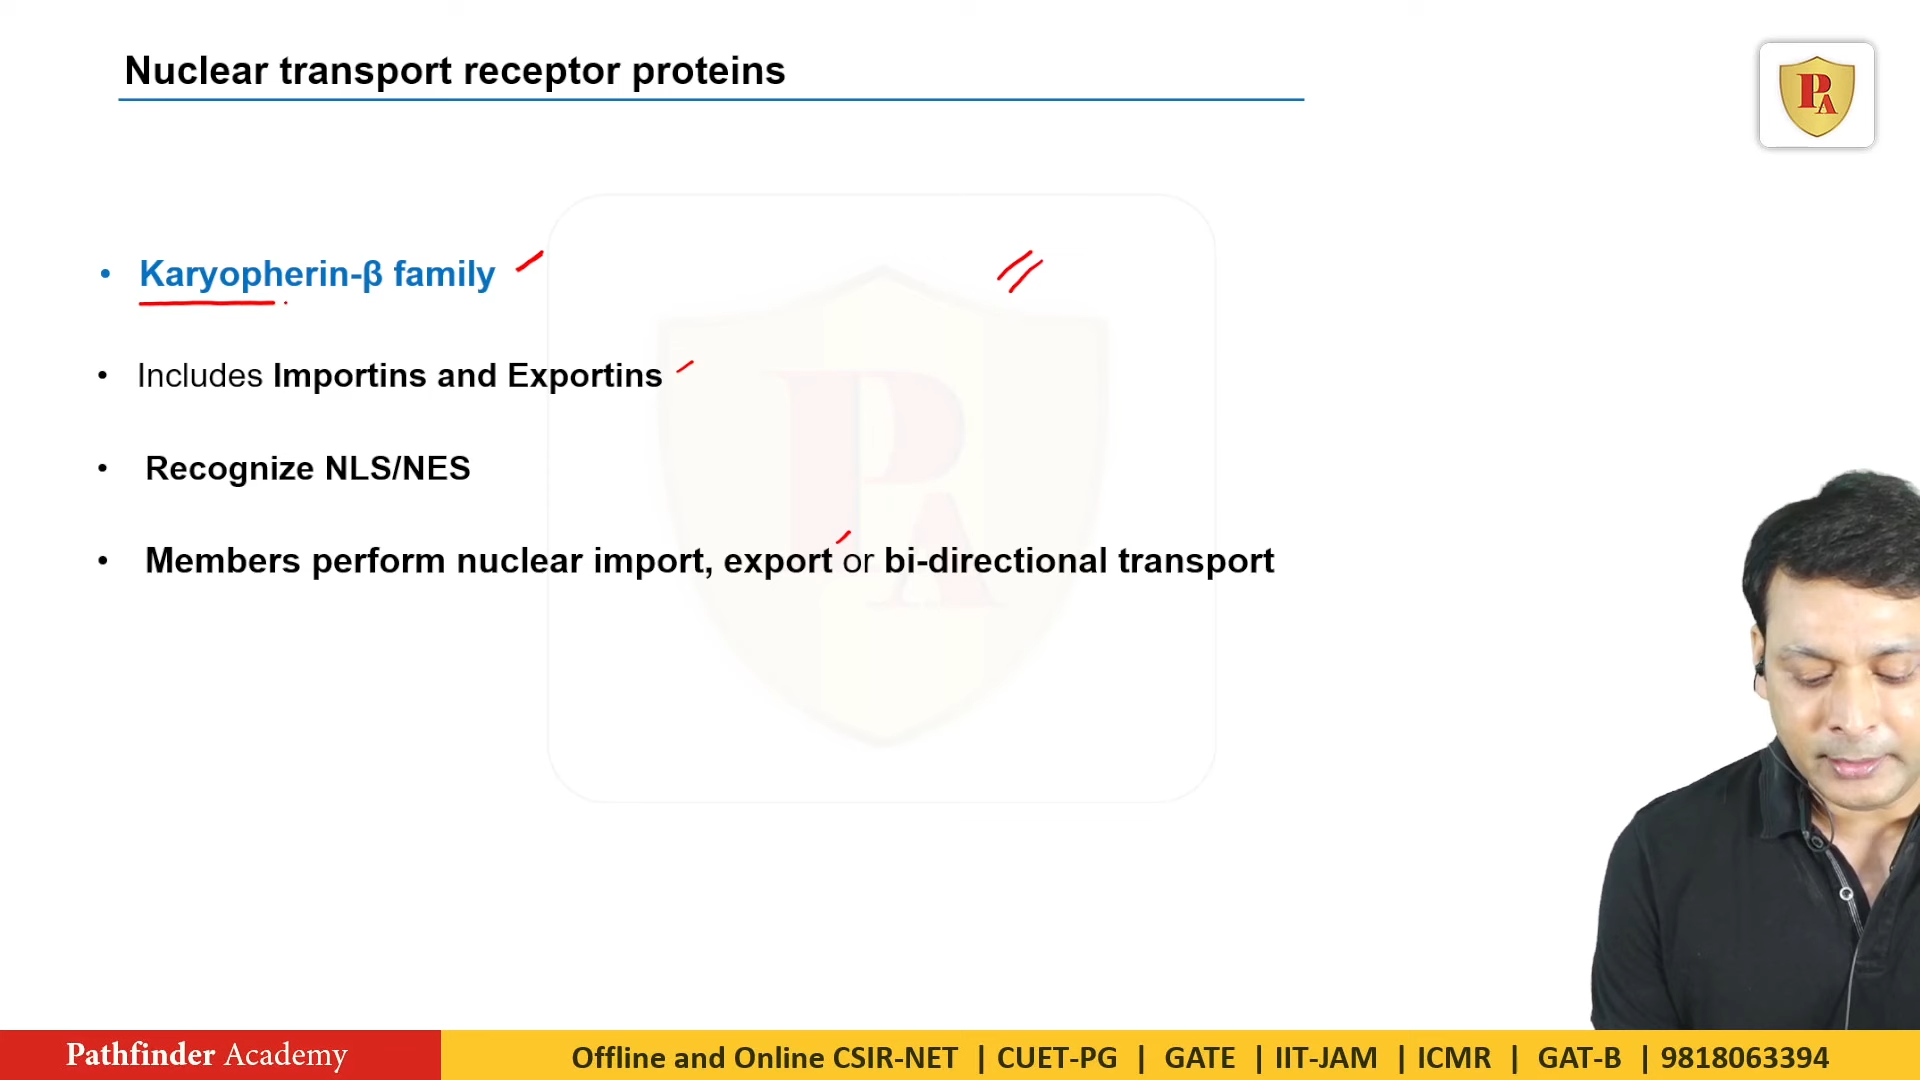 Nuclear transport receptor proteins
PA
• Karyopherin-β family
• Includes Importins and Exportins
• Recognize NLS/NES
• Members perform nuclear import, export or bi-directional transport
PA
Pathfinder Academy
Offline and Online CSIR-NET | CUET-PG | GATE | IIT-JAM | ICMR | GAT-B | 9818063394